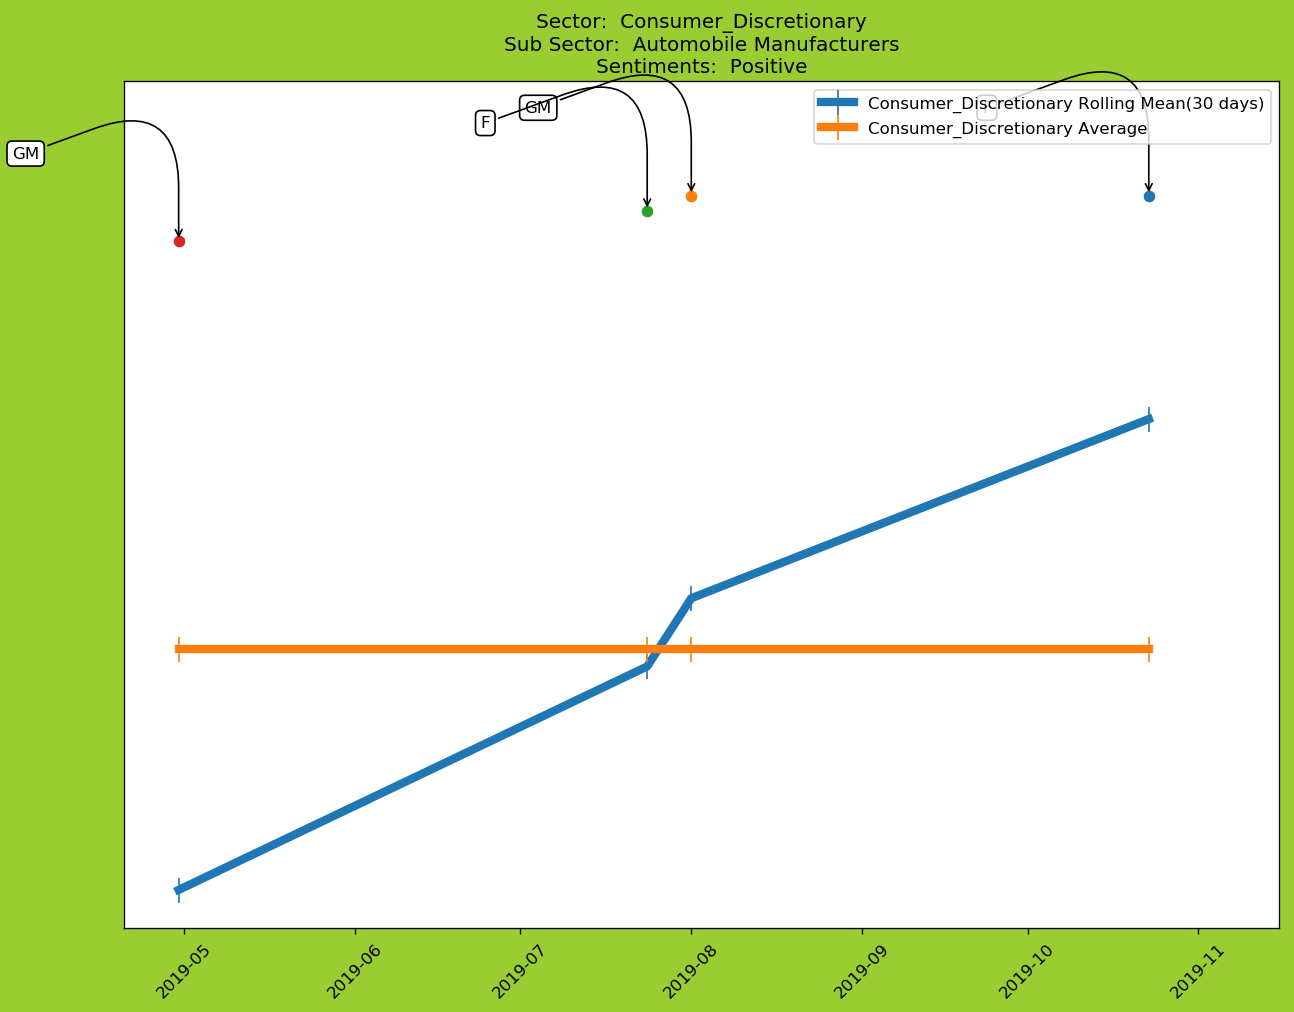 Sector:  Consumer_Discretionary
Sub Sector:  Automobile Manufacturers
Sentiments:  Positive
Consumer_Discretionary Rolling Mean(30 days)
Consumer_Discretionary Average
GM
F
GM
2019-05
2019-06
2019-07
2019-08
2019-09
2019-10
2019-11